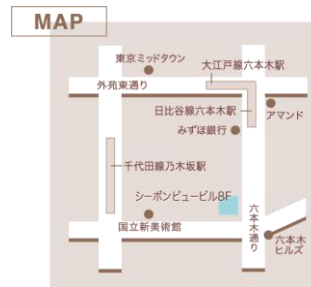 MAP
東京ミッドタウン
大江戸線六本木駅
外苑東通り
日比谷線六本木駅
アマンド
みずほ銀行
千代田線乃木坂駅
シーボンビュービル8F
国立新美術館
六本木通り
六本木
ヒルズ